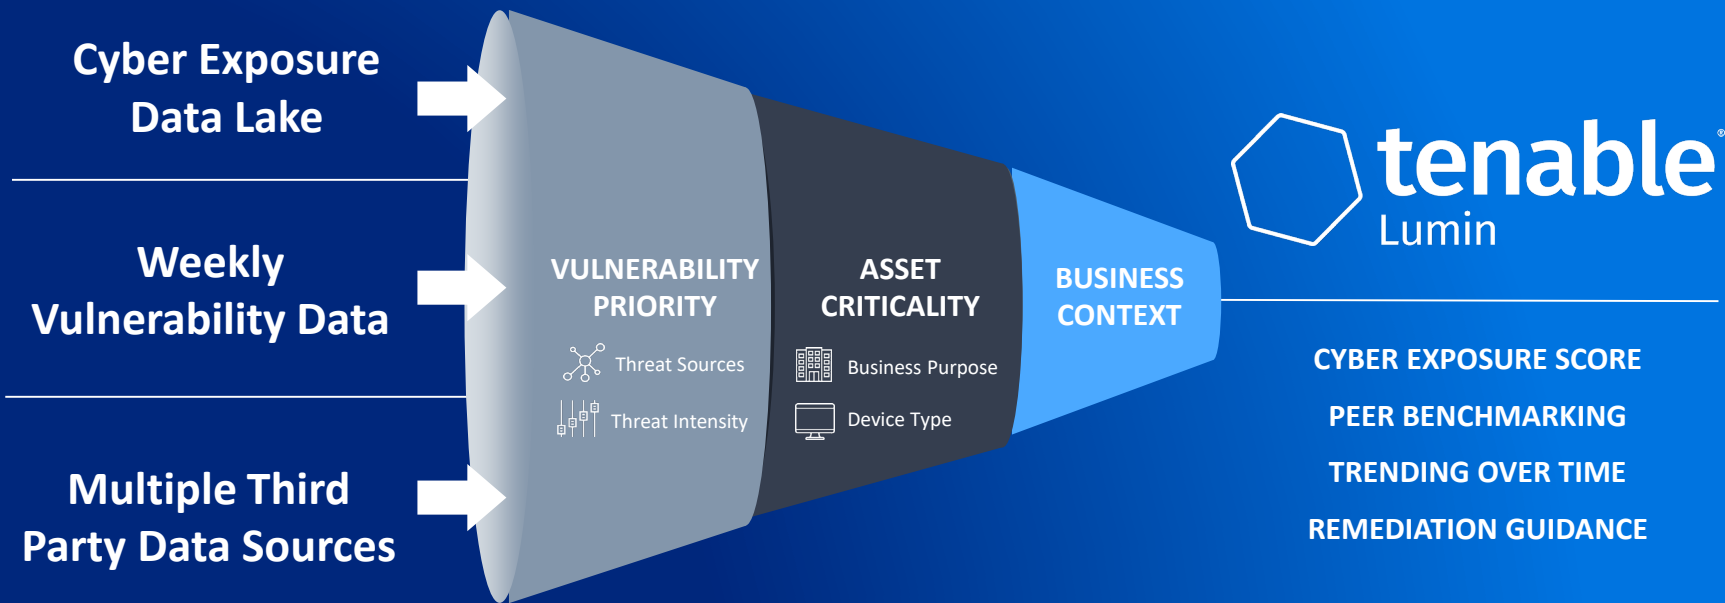 Cyber Exposure
Data Lake
Weekly
Vulnerability Data
Multiple Third
Party Data Sources
VULNERABILITY
PRIORITY
Threat Sources
Threat Intensity
ASSET
CRITICALITY
Business Purpose
Device Type
BUSINESS
CONTEXT
tenable®
Lumin
CYBER EXPOSURE SCORE
PEER BENCHMARKING
TRENDING OVER TIME
REMEDIATION GUIDANCE